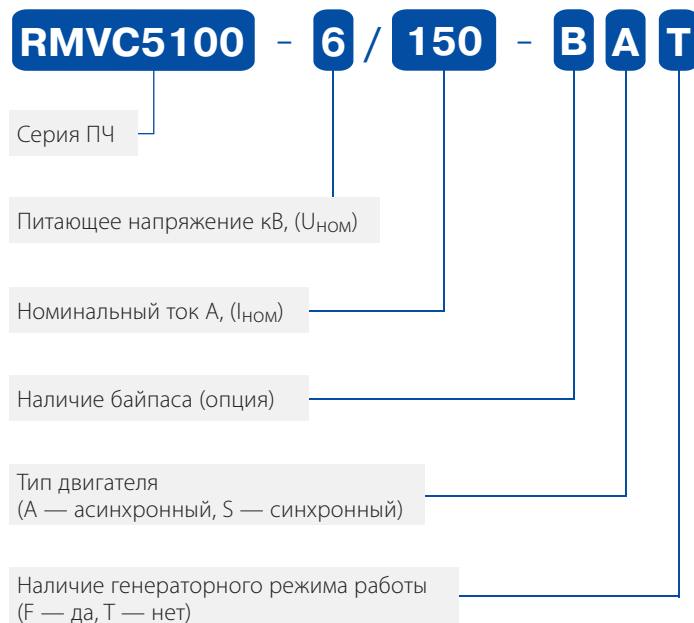 RMVC5100 - 6 / 150 - B A T
Серия ПЧ
Питающее напряжение кВ, (Uном)
Номинальный ток А, (Iном)
Наличие байпаса (опция)
Тип двигателя
(А — асинхронный, S — синхронный)
Наличие генераторного режима работы
(F — да, Т — нет)